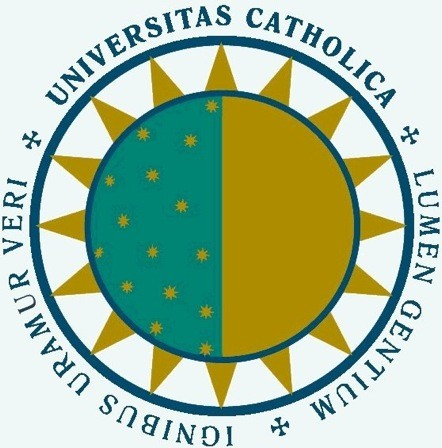 UNIVERSITAS CATHOLICA
LUMEN GENTIUM
IGNIBUS URAMUR VERI